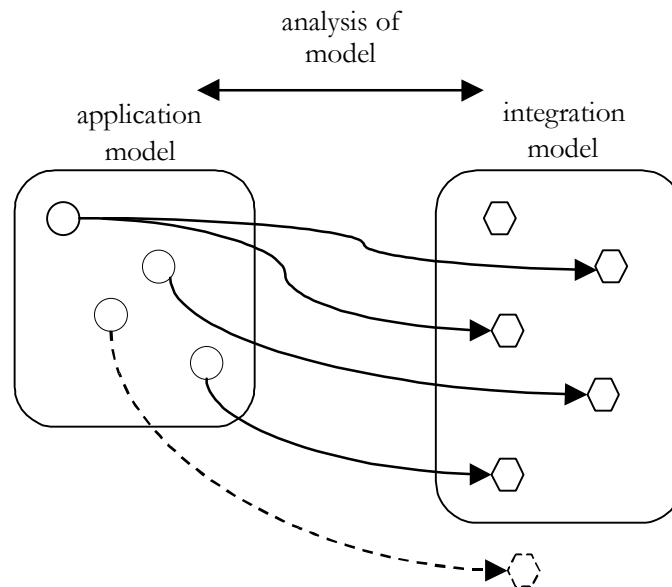 analysis of
model
application
model
integration
model